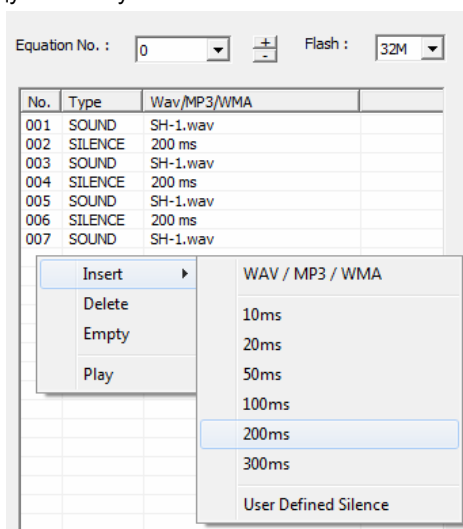 Equation No. : 0 + - Flash : 32M
No. Type Wav/MP3/WMA
001 SOUND SH-1.wav
002 SILENCE 200 ms
003 SOUND SH-1.wav
004 SILENCE 200 ms
005 SOUND SH-1.wav
006 SILENCE 200 ms
007 SOUND SH-1.wav
Insert
Delete
Empty
Play
WAV / MP3 / WMA
10ms
20ms
50ms
100ms
200ms
300ms
User Defined Silence